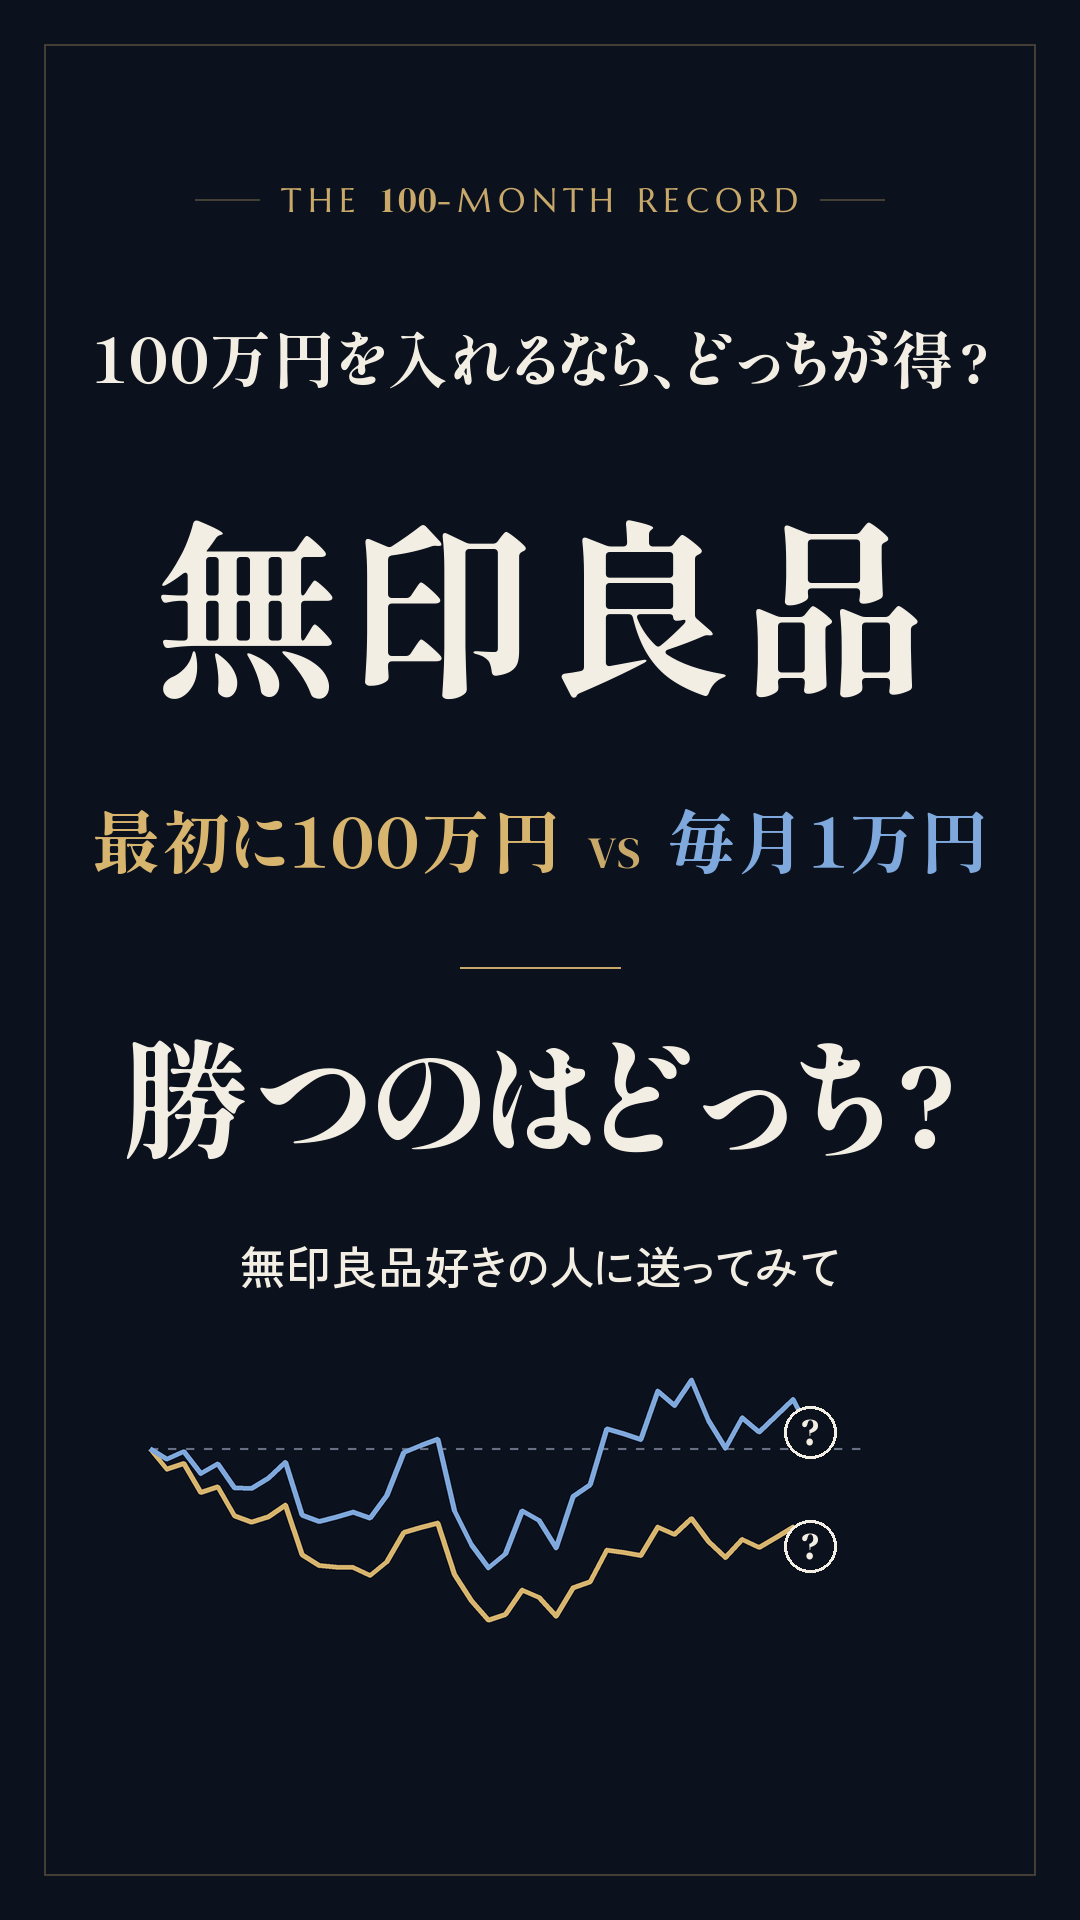 THE 100-MONTH RECORD
100万円を入れるなら、どっちが得?
無印良品
最初に100万円 vs 毎月1万円
勝つのはどっち?
無印良品好きの人に送ってみて
?
?